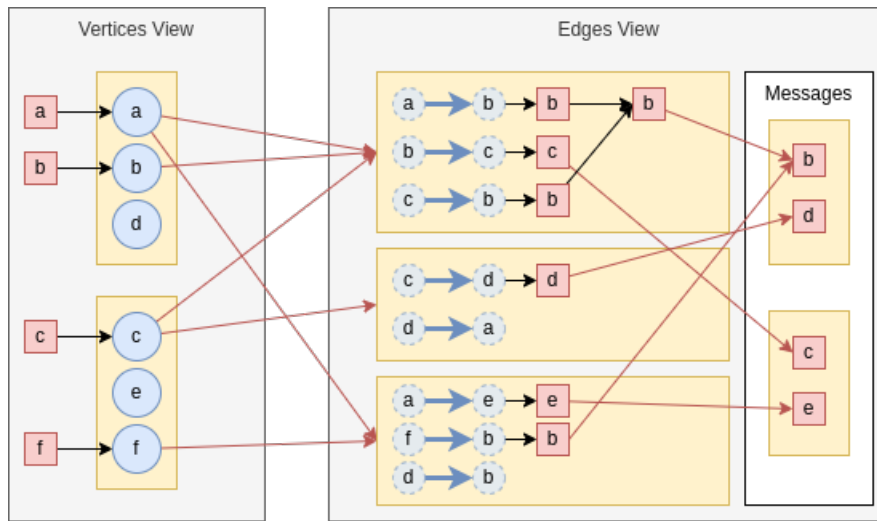 Vertices View
Edges View
a a
b b
d
c c
e
f f
a b b b
b c c
c b b
c d d
d a
a e e
f b b
d b
Messages
b
d
c
e